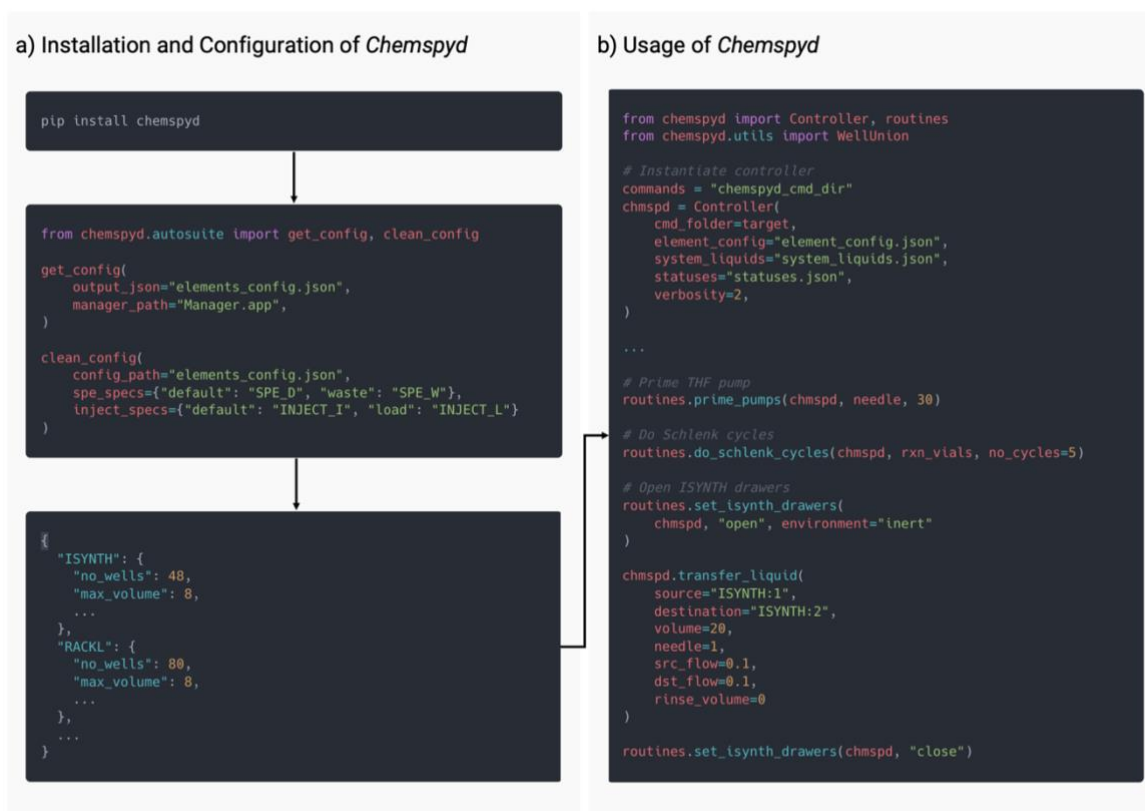 a) Installation and Configuration of Chemspyd
pip install chemspyd
from chemspyd.autosuite import get_config, clean_config
get_config(
    output_json="elements_config.json",
    manager_path="Manager.app",
)
clean_config(
    config_path="elements_config.json",
    spe_specs={"default": "SPE_D", "waste": "SPE_W"},
    inject_specs={"default": "INJECT_I", "load": "INJECT_L"}
)
{
  "ISYNTH": {
    "no_wells": 48,
    "max_volume": 8,
    ...
  },
  "RACKL": {
    "no_wells": 80,
    "max_volume": 8,
    ...
  },
  ...
}
b) Usage of Chemspyd
from chemspyd import Controller, routines
from chemspyd.utils import WellUnion
# Instantiate controller
commands = "chemspyd_cmd_dir"
chmspd = Controller(
    cmd_folder=target,
    element_config="element_config.json",
    system_liquids="system_liquids.json",
    statuses="statuses.json",
    verbosity=2,
)
...
# Prime THF pump
routines.prime_pumps(chmspd, needle, 30)
# Do Schlenk cycles
routines.do_schlenk_cycles(chmspd, rxn_vials, no_cycles=5)
# Open ISYNTH drawers
routines.set_isynth_drawers(
    chmspd, "open", environment="inert"
)
chmspd.transfer_liquid(
    source="ISYNTH:1",
    destination="ISYNTH:2",
    volume=20,
    needle=1,
    src_flow=0.1,
    dst_flow=0.1,
    rinse_volume=0
)
routines.set_isynth_drawers(chmspd, "close")